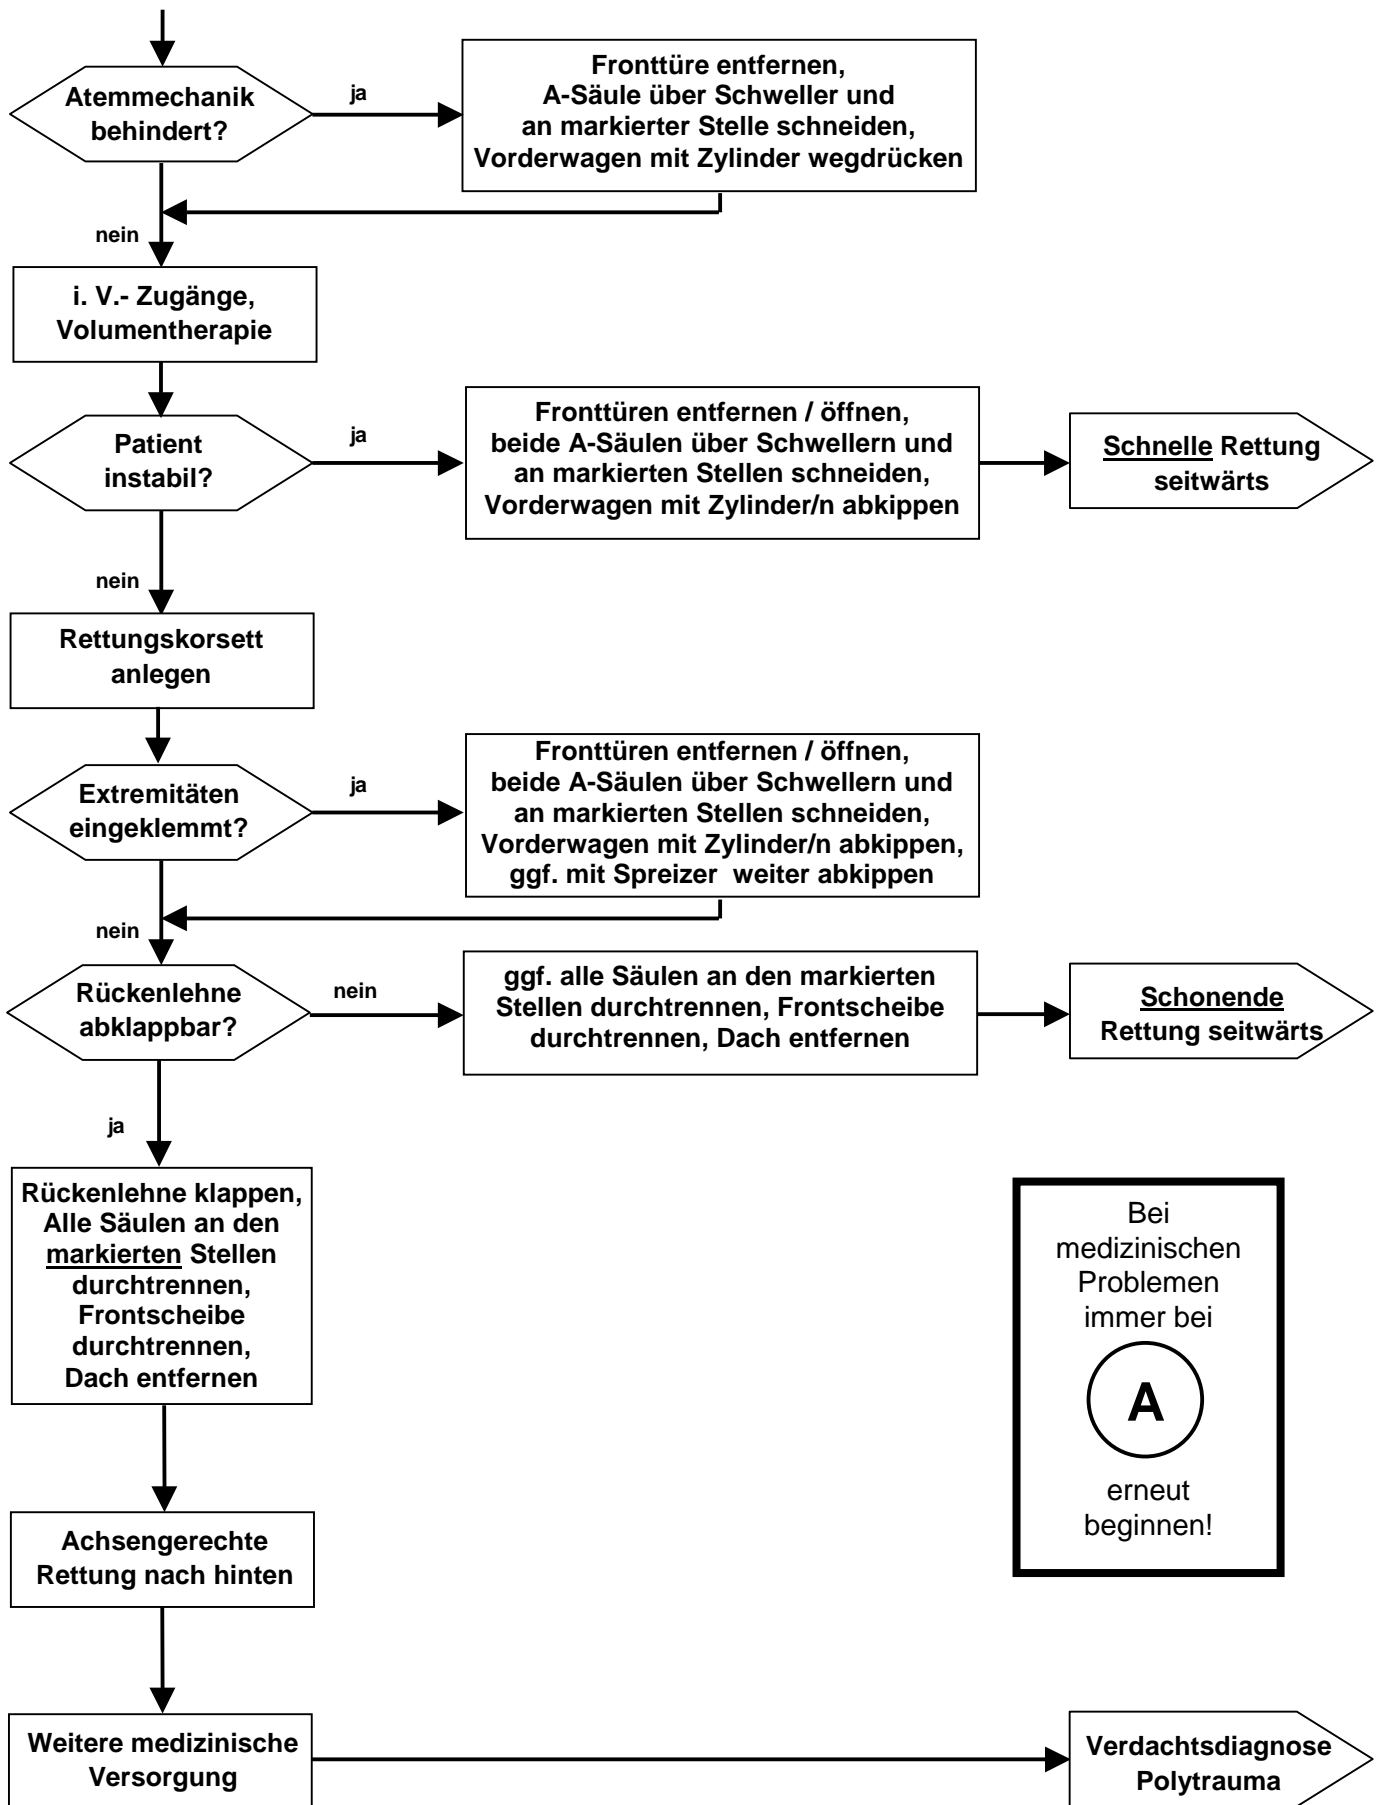 Atemmechanik
behindert?
ja
Fronttüre entfernen,
A-Säule über Schweller und
an markierter Stelle schneiden,
Vorderwagen mit Zylinder wegdrücken
nein
i. V.- Zugänge,
Volumentherapie
Patient
instabil?
ja
Fronttüren entfernen / öffnen,
beide A-Säulen über Schwellern und
an markierten Stellen schneiden,
Vorderwagen mit Zylinder/n abkippen
Schnelle Rettung
seitwärts
nein
Rettungskorsett
anlegen
Extremitäten
eingeklemmt?
ja
Fronttüren entfernen / öffnen,
beide A-Säulen über Schwellern und
an markierten Stellen schneiden,
Vorderwagen mit Zylinder/n abkippen,
ggf. mit Spreizer weiter abkippen
nein
Rückenlehne
abklappbar?
nein
ggf. alle Säulen an den markierten
Stellen durchtrennen, Frontscheibe
durchtrennen, Dach entfernen
Schonende
Rettung seitwärts
ja
Rückenlehne klappen,
Alle Säulen an den
markierten Stellen
durchtrennen,
Frontscheibe
durchtrennen,
Dach entfernen
Bei
medizinischen
Problemen
immer bei
A
erneut
beginnen!
Achsengerechte
Rettung nach hinten
Weitere medizinische
Versorgung
Verdachtsdiagnose
Polytrauma